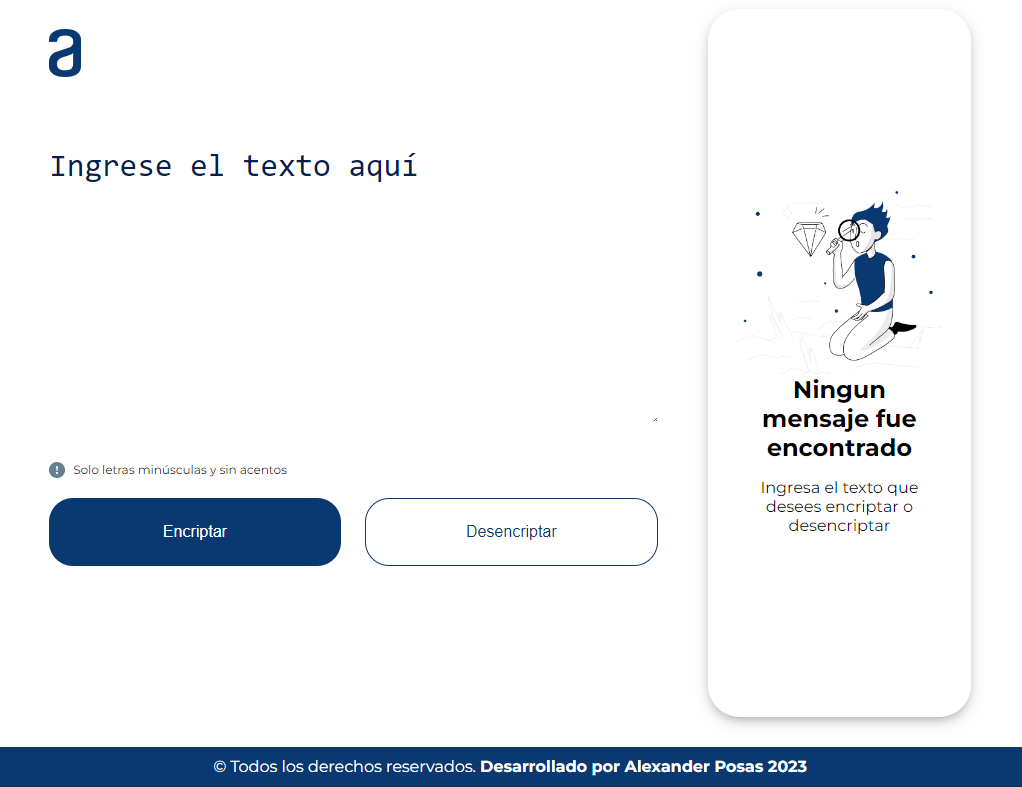 a
Ingrese el texto aquí
! Solo letras minúsculas y sin acentos
Encriptar
Desencriptar
Ningun
mensaje fue
encontrado
Ingresa el texto que
desees encriptar o
desencriptar
© Todos los derechos reservados. Desarrollado por Alexander Posas 2023